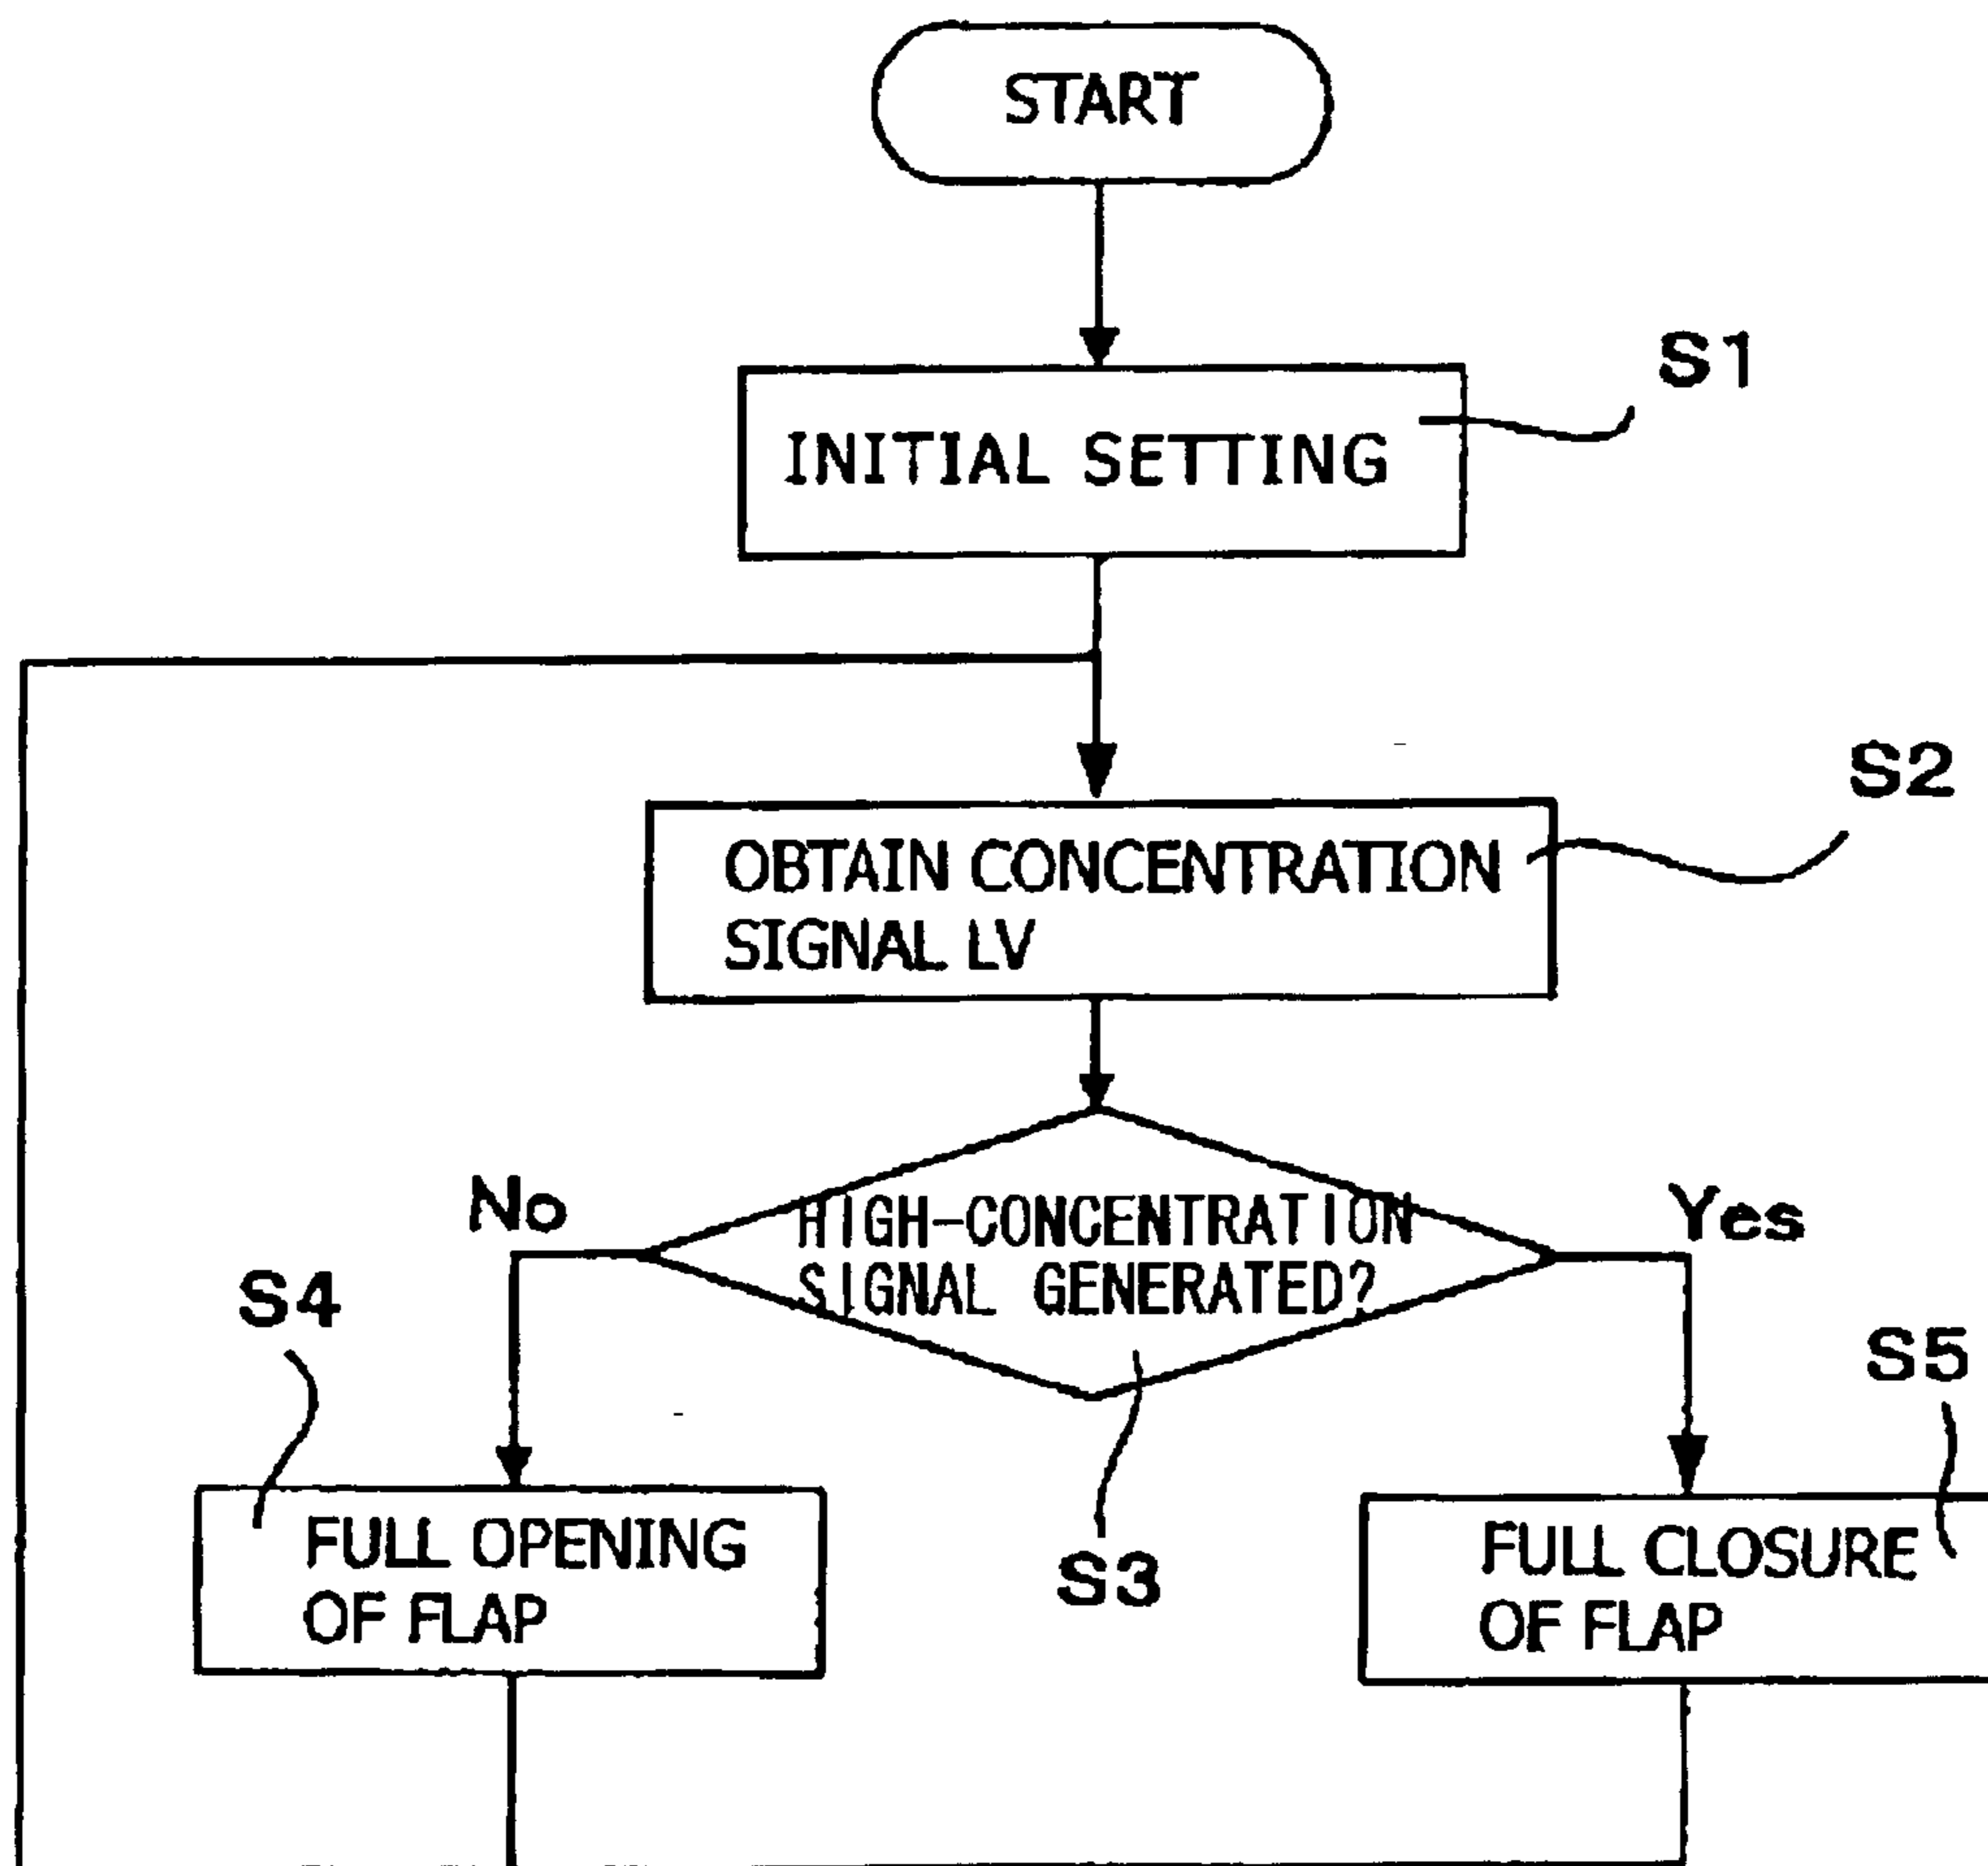 START
S1
INITIAL SETTING
S2
OBTAIN CONCENTRATION
SIGNAL LV
No
HIGH-CONCENTRATION
SIGNAL GENERATED?
Yes
S4
S5
FULL OPENING
OF FLAP
S3
FULL CLOSURE
OF FLAP